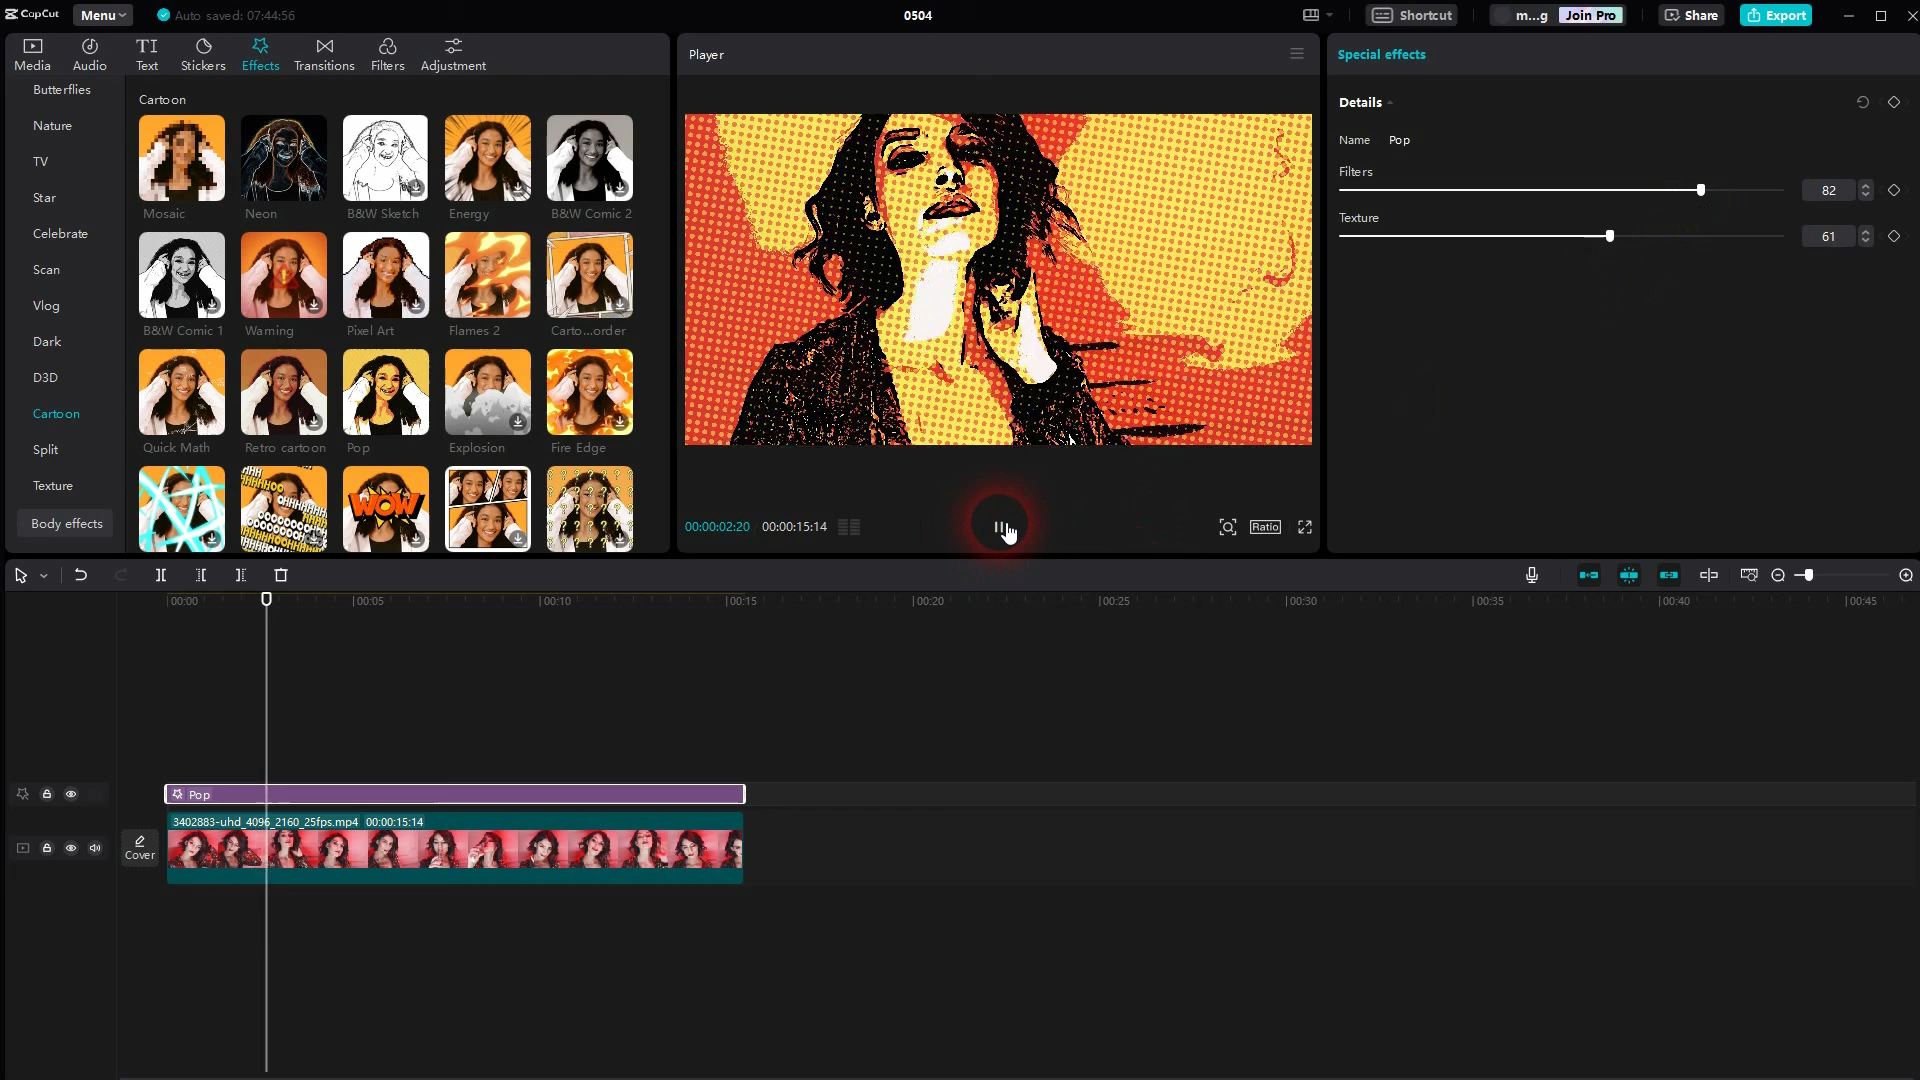 CapCut
Menu
Auto saved: 07:44:56
0504
Shortcut
m...g
Join Pro
Share
Export
Media
Audio
Text
Stickers
Effects
Transitions
Filters
Adjustment
Butterflies
Nature
TV
Star
Celebrate
Scan
Vlog
Dark
D3D
Cartoon
Split
Texture
Body effects
Cartoon
Mosaic
Neon
B&W Sketch
Energy
B&W Comic 2
B&W Comic 1
Warning
Pixel Art
Flames 2
Carto...order
Quick Math
Retro cartoon
Pop
Explosion
Fire Edge
WOW
Player
00:00:02:20
00:00:15:14
Ratio
Special effects
Details
Name Pop
Filters
82
Texture
61
00:00
00:05
00:10
00:15
00:20
00:25
00:30
00:35
00:40
00:45
Pop
Cover
3402883-uhd_4096_2160_25fps.mp4 00:00:15:14